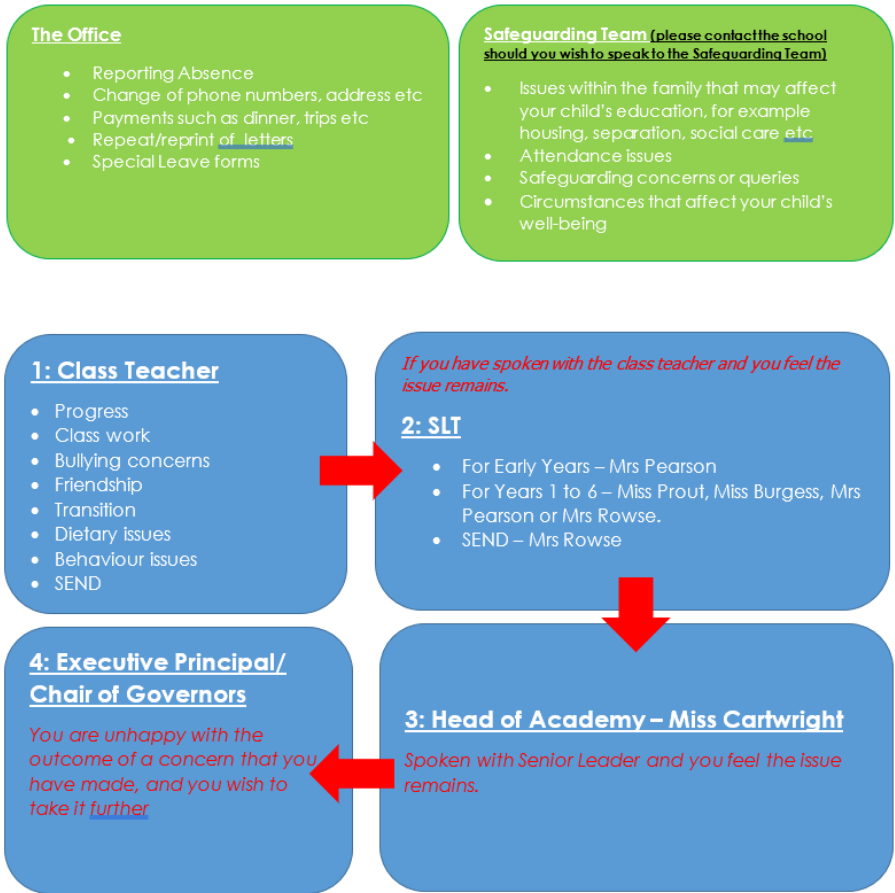 The Office
• Reporting Absence
• Change of phone numbers, address etc
• Payments such as dinner, trips etc
• Repeat/reprint of letters
• Special Leave forms
Safeguarding Team (please contact the school
should you wish to speak to the Safeguarding Team)
• Issues within the family that may affect
your child’s education, for example
housing, separation, social care etc
• Attendance issues
• Safeguarding concerns or queries
• Circumstances that affect your child’s
well-being
1: Class Teacher
• Progress
• Class work
• Bullying concerns
• Friendship
• Transition
• Dietary issues
• Behaviour issues
• SEND
If you have spoken with the class teacher and you feel the
issue remains.
2: SLT
• For Early Years – Mrs Pearson
• For Years 1 to 6 – Miss Prout, Miss Burgess, Mrs
Pearson or Mrs Rowse.
• SEND – Mrs Rowse
3: Head of Academy – Miss Cartwright
Spoken with Senior Leader and you feel the issue
remains.
4: Executive Principal/
Chair of Governors
You are unhappy with the
outcome of a concern that you
have made, and you wish to
take it further